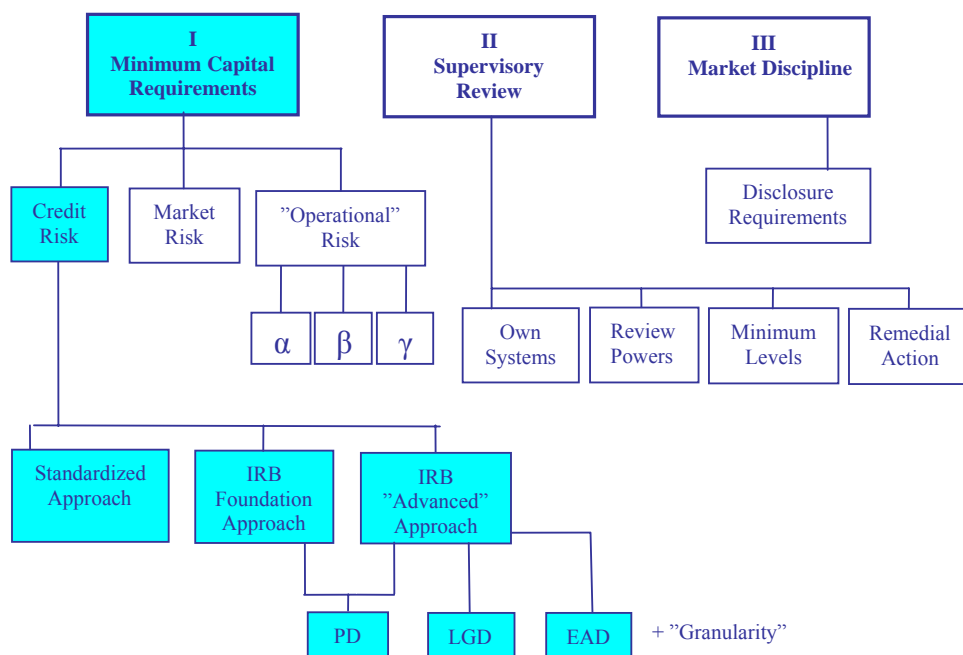 I
Minimum Capital
Requirements
II
Supervisory
Review
III
Market Discipline
Credit
Risk
Market
Risk
”Operational”
Risk
Disclosure
Requirements
α
β
γ
Own
Systems
Review
Powers
Minimum
Levels
Remedial
Action
Standardized
Approach
IRB
Foundation
Approach
IRB
”Advanced”
Approach
PD
LGD
EAD
+ ”Granularity”